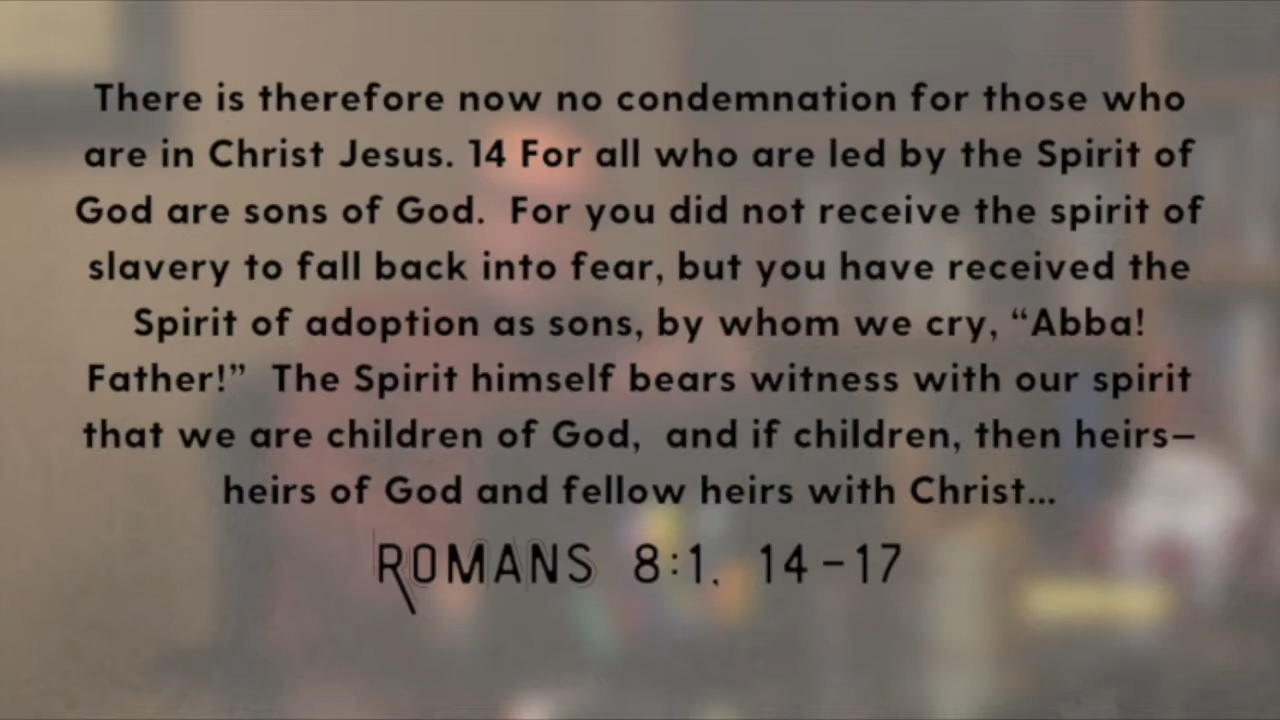 There is therefore now no condemnation for those who
are in Christ Jesus. 14 For all who are led by the Spirit of
God are sons of God.  For you did not receive the spirit of
slavery to fall back into fear, but you have received the
Spirit of adoption as sons, by whom we cry, “Abba!
Father!”  The Spirit himself bears witness with our spirit
that we are children of God,  and if children, then heirs–
heirs of God and fellow heirs with Christ...
ROMANS 8:1, 14-17